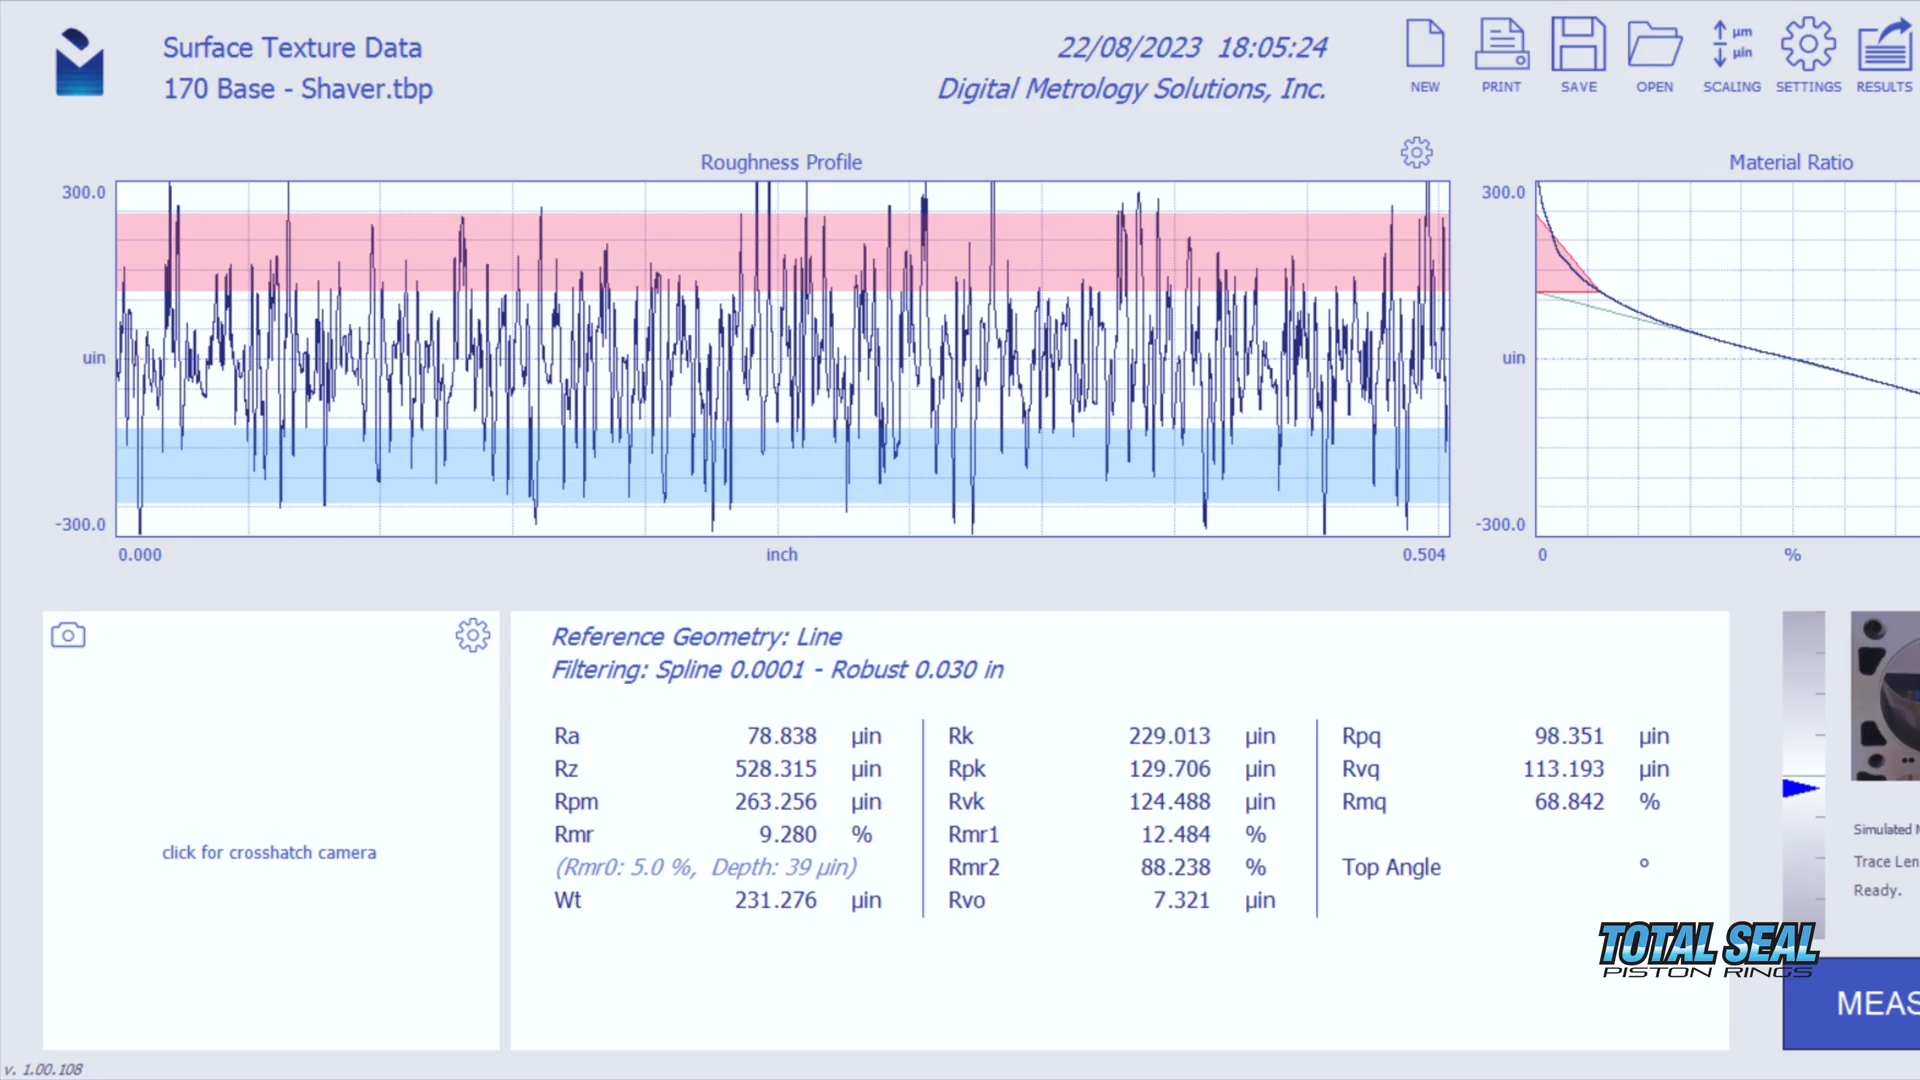 Surface Texture Data
170 Base - Shaver.tbp
22/08/2023 18:05:24
Digital Metrology Solutions, Inc.
NEW
PRINT
SAVE
OPEN
µm
µin
SCALING
SETTINGS
RESULTS
Roughness Profile
300.0
uin
-300.0
0.000
inch
0.504
Material Ratio
300.0
uin
-300.0
0
%
click for crosshatch camera
Reference Geometry: Line
Filtering: Spline 0.0001 - Robust 0.030 in
Ra 78.838 µin
Rz 528.315 µin
Rpm 263.256 µin
Rmr 9.280 %
(Rmr0: 5.0 %, Depth: 39 µin)
Wt 231.276 µin
Rk 229.013 µin
Rpk 129.706 µin
Rvk 124.488 µin
Rmr1 12.484 %
Rmr2 88.238 %
Rvo 7.321 µin
Rpq 98.351 µin
Rvq 113.193 µin
Rmq 68.842 %
Top Angle °
Simulated M
Trace Len
Ready.
TOTAL SEAL
PISTON RINGS
MEAS
v. 1.00.108